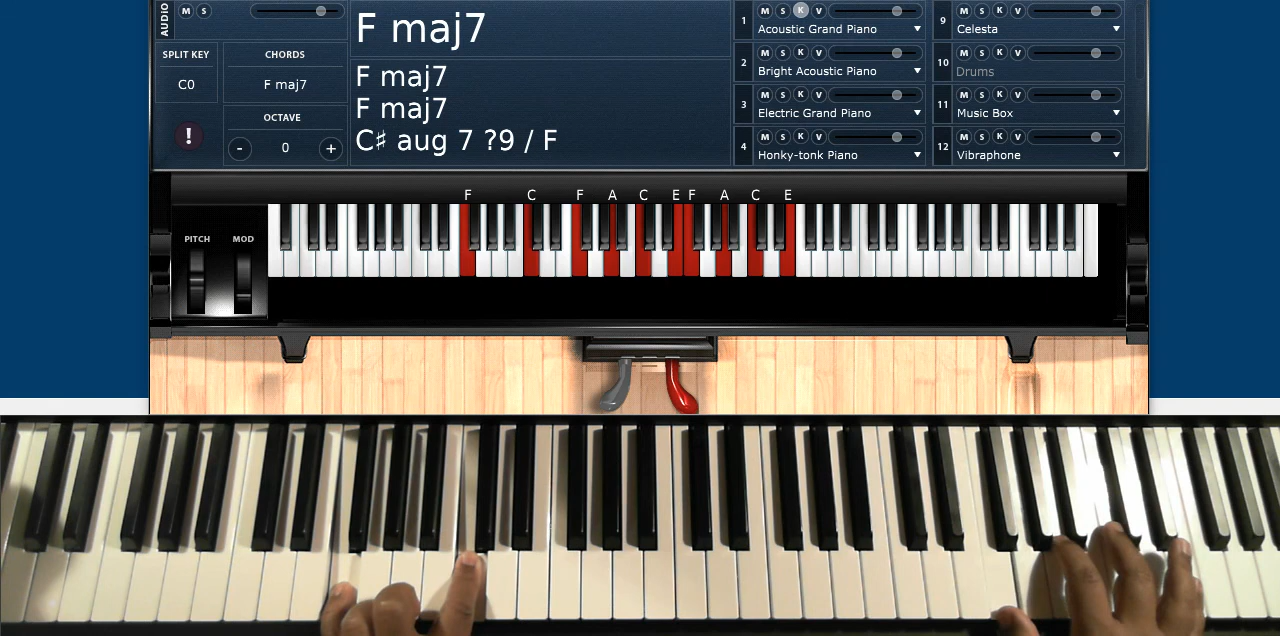 AUDIO
M S
SPLIT KEY
C0
!
CHORDS
F maj7
OCTAVE
- 0 +
F maj7
F maj7
F maj7
C♯ aug 7 ?9 / F
1 M S K V
Acoustic Grand Piano
2 M S K V
Bright Acoustic Piano
3 M S K V
Electric Grand Piano
4 M S K V
Honky-tonk Piano
9 M S K V
Celesta
10 M S K V
Drums
11 M S K V
Music Box
12 M S K V
Vibraphone
F C F A C E F A C E
PITCH MOD